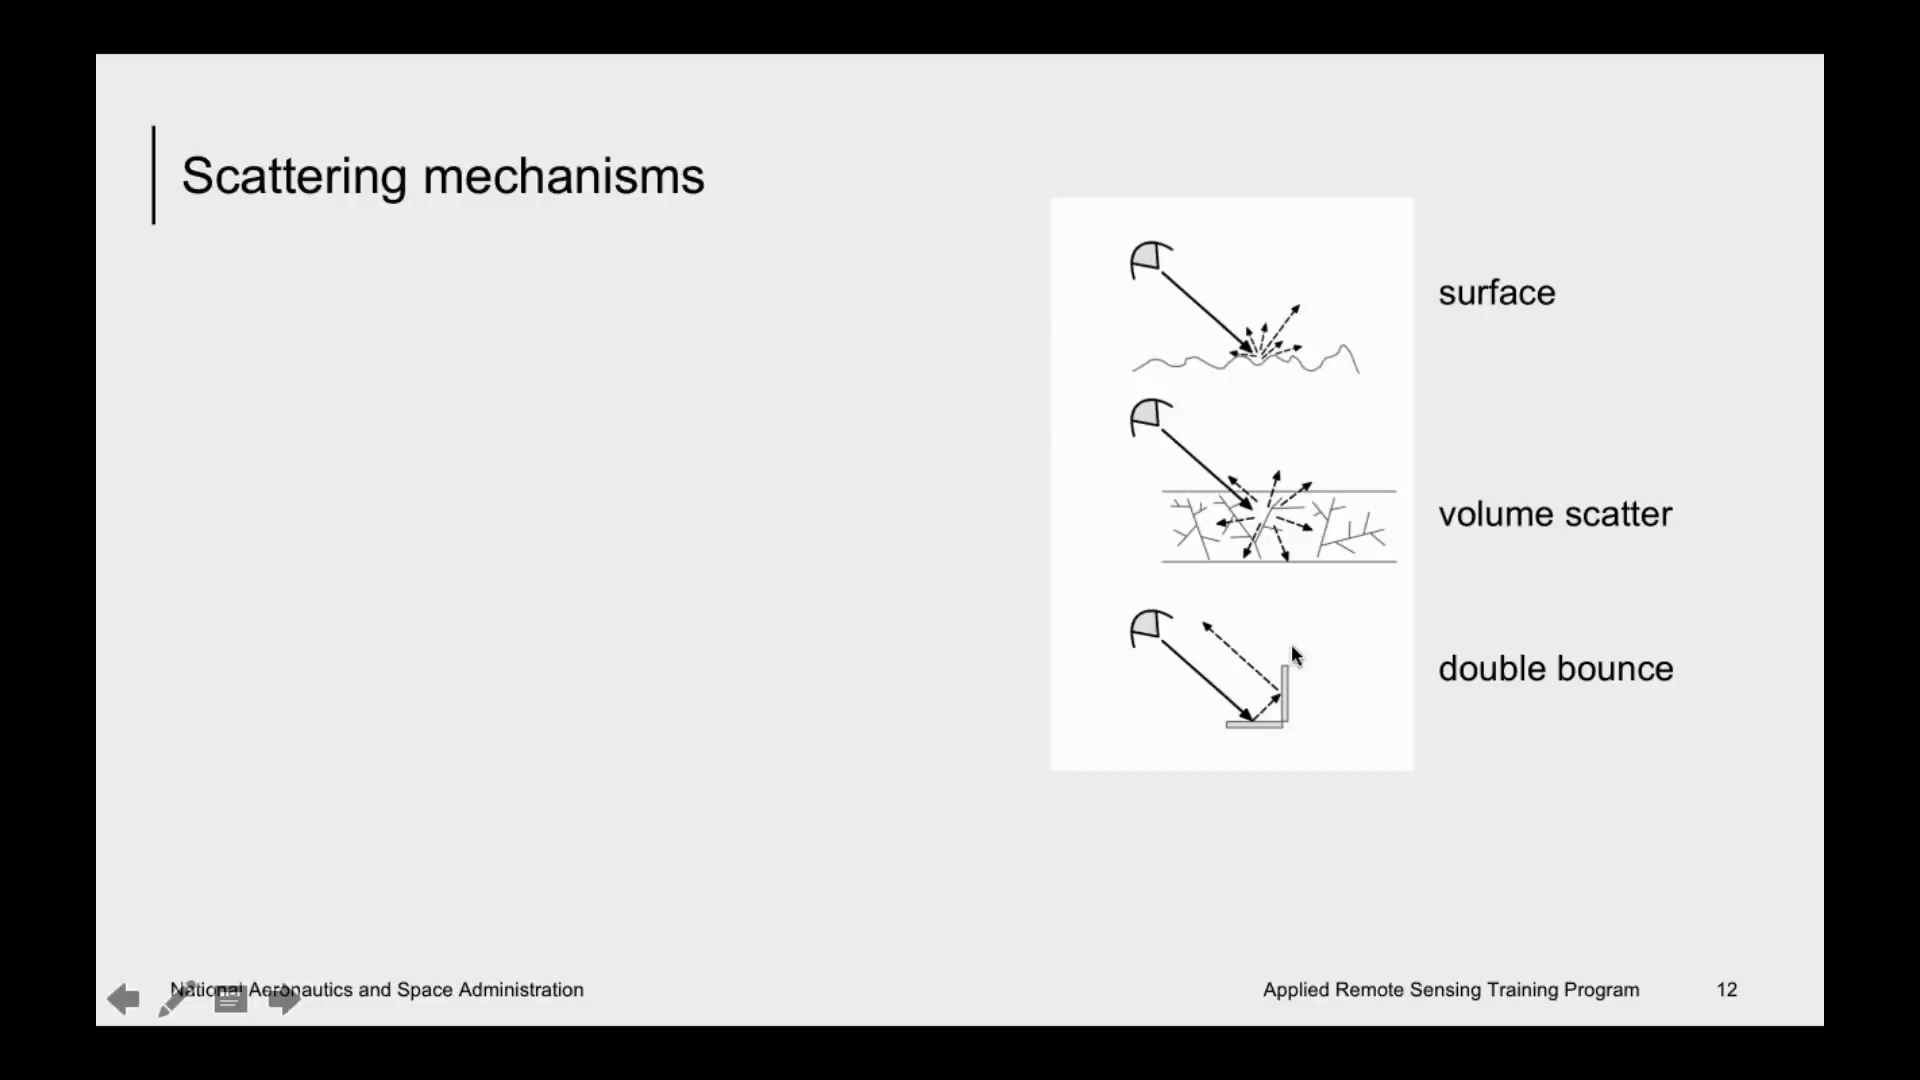 Scattering mechanisms
surface
volume scatter
double bounce
National Aeronautics and Space Administration
Applied Remote Sensing Training Program
12